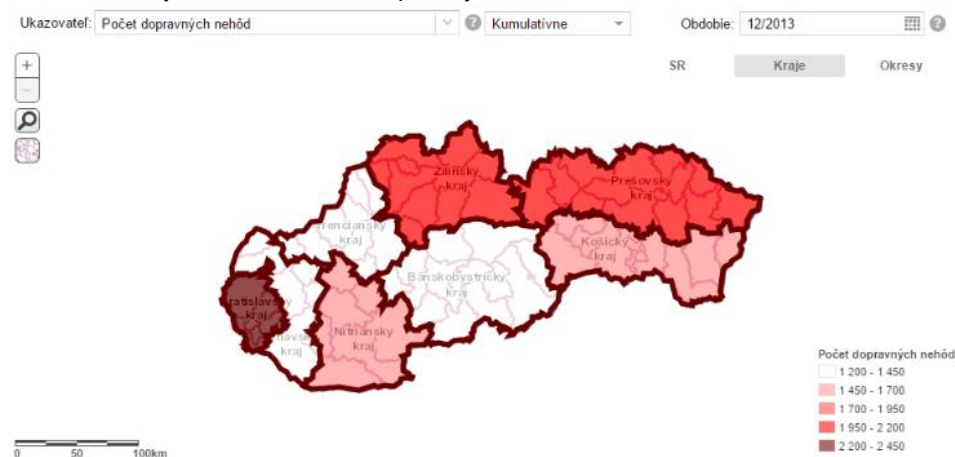 Ukazovateľ: Počet dopravných nehôd Kumulatívne Obdobie: 12/2013
SR Kraje Okresy
Žilinský
kraj
Prešovský
kraj
Trenčiansky
kraj
Košický
kraj
Banskobystrický
kraj
Bratislavský
kraj
Nitriansky
kraj
kraj
Počet dopravných nehôd
1 200 - 1 450
1 450 - 1 700
1 700 - 1 950
1 950 - 2 200
2 200 - 2 450
0 50 100km